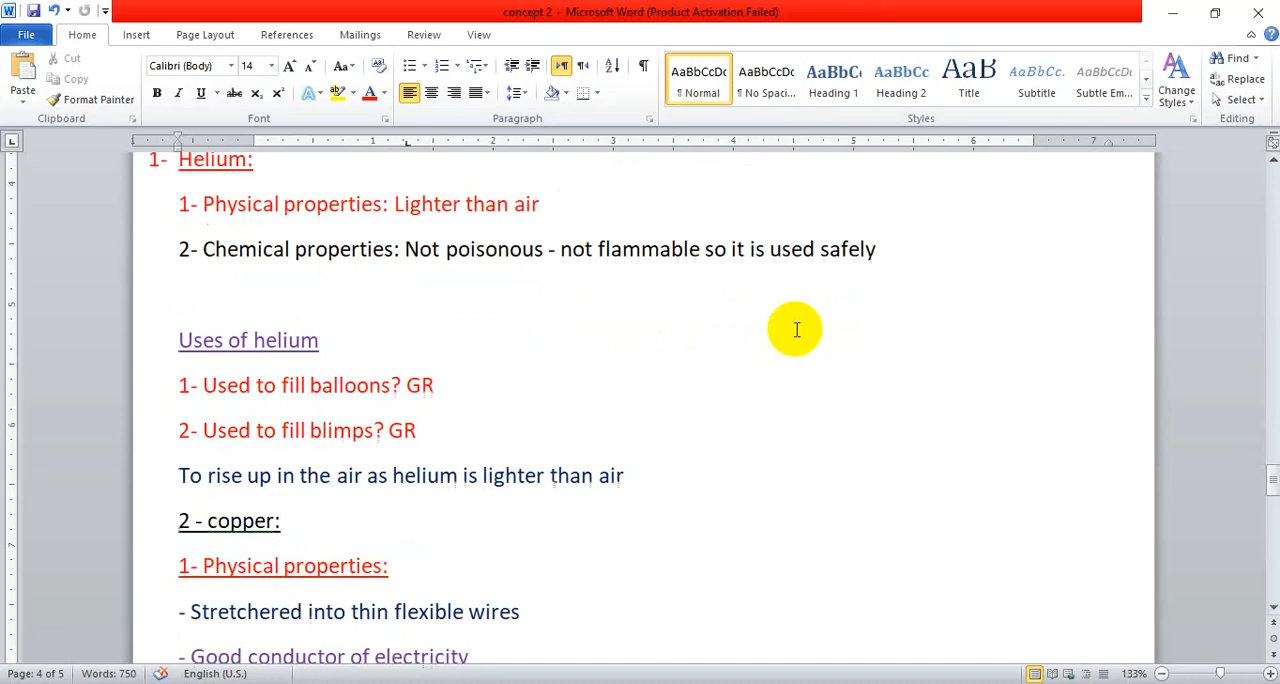 concept 2 - Microsoft Word (Product Activation Failed)
File Home Insert Page Layout References Mailings Review View
Paste
Cut
Copy
Format Painter
Clipboard
Calibri (Body) 14
Font
Paragraph
AaBbCcDc AaBbCcDc AaBbCc AaBbCc. AaB AaBbCc. AaBbCcDc
¶ Normal ¶ No Spaci... Heading 1 Heading 2 Title Subtitle Subtle Em...
Change Styles
Styles
Find
Replace
Select
Editing
1- Helium:
1- Physical properties: Lighter than air
2- Chemical properties: Not poisonous - not flammable so it is used safely
Uses of helium
1- Used to fill balloons? GR
2- Used to fill blimps? GR
To rise up in the air as helium is lighter than air
2 - copper:
1- Physical properties:
- Stretchered into thin flexible wires
- Good conductor of electricity
Page: 4 of 5 Words: 750 English (U.S.) 133%